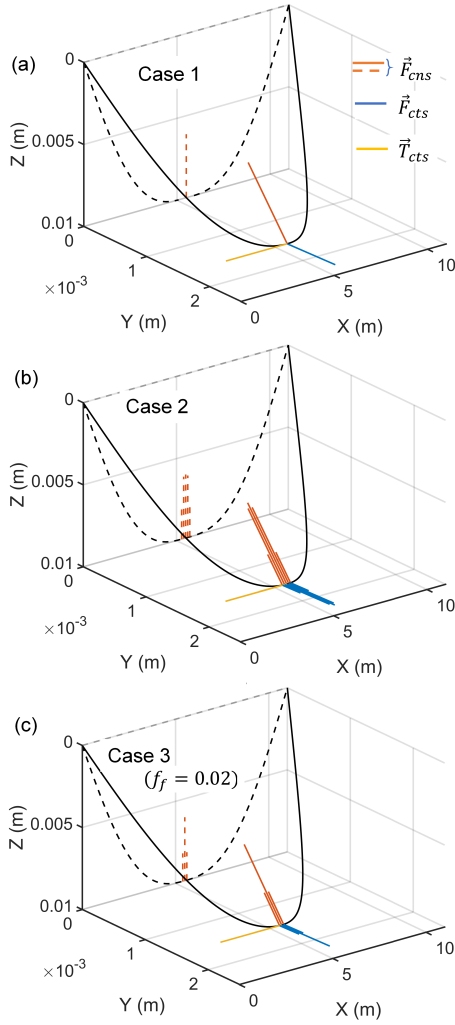 (a)
Case 1
0
0.005
0.01
Z (m)
0
1
2
×10⁻³
Y (m)
0
5
10
X (m)
F⃗cns
F⃗cts
T⃗cts
(b)
Case 2
0
0.005
0.01
Z (m)
0
1
2
×10⁻³
Y (m)
0
5
10
X (m)
(c)
Case 3
(f_f = 0.02)
0
0.005
0.01
Z (m)
0
1
2
×10⁻³
Y (m)
0
5
10
X (m)